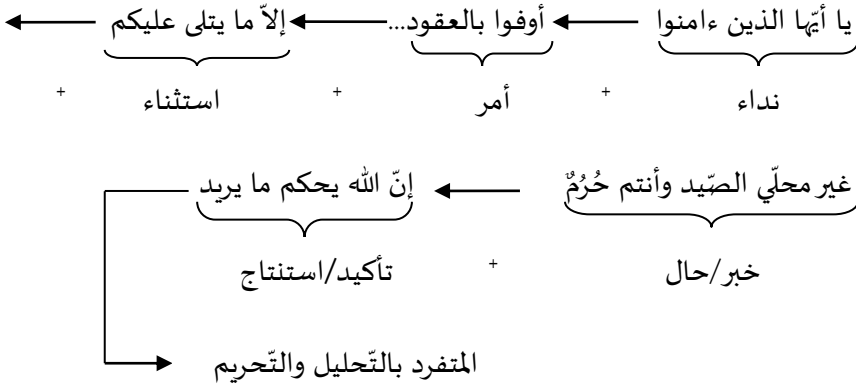 يا أيّها الذين ءامنوا أوفوا بالعقود... إلاّ ما يتلى عليكم
نداء + أمر + استثناء +
غير محلّي الصّيد وأنتم حُرُمٌ إنّ الله يحكم ما يريد
خبر/حال + تأكيد/استنتاج
المتفرد بالتّحليل والتّحريم